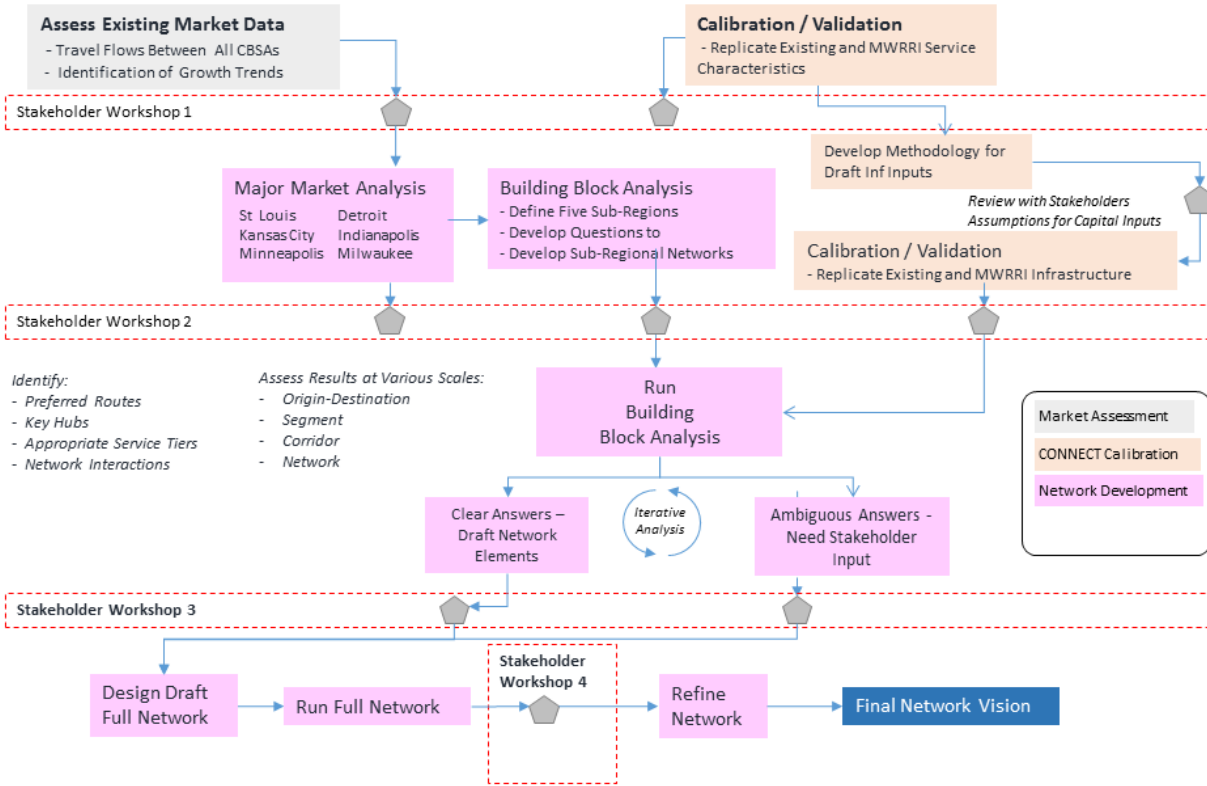 Assess Existing Market Data
- Travel Flows Between All CBSAs
- Identification of Growth Trends
Calibration / Validation
- Replicate Existing and MWRRI Service
Characteristics
Stakeholder Workshop 1
Develop Methodology for
Draft Inf Inputs
Major Market Analysis
St Louis Detroit
Kansas City Indianapolis
Minneapolis Milwaukee
Building Block Analysis
- Define Five Sub-Regions
- Develop Questions to
- Develop Sub-Regional Networks
Review with Stakeholders
Assumptions for Capital Inputs
Calibration / Validation
- Replicate Existing and MWRRI Infrastructure
Stakeholder Workshop 2
Identify:
- Preferred Routes
- Key Hubs
- Appropriate Service Tiers
- Network Interactions
Assess Results at Various Scales:
- Origin-Destination
- Segment
- Corridor
- Network
Run
Building
Block Analysis
Market Assessment
CONNECT Calibration
Network Development
Clear Answers –
Draft Network
Elements
Iterative
Analysis
Ambiguous Answers -
Need Stakeholder
Input
Stakeholder Workshop 3
Stakeholder
Workshop 4
Design Draft
Full Network
Run Full Network
Refine
Network
Final Network Vision